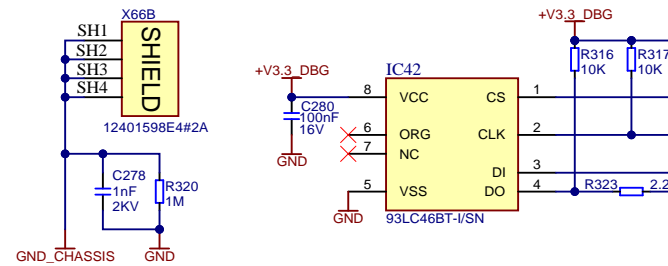 X66B
SH1
SH2
SH3
SH4
SHIELD
12401598E4#2A
C278
1nF
2KV
R320
1M
GND_CHASSIS
GND
+V3.3_DBG
+V3.3_DBG
IC42
R316
10K
R317
10K
C280
100nF
16V
GND
8 VCC CS 1
6 ORG CLK 2
7 NC
DI 3
5 VSS DO 4
GND
93LC46BT-I/SN
R323 2.2